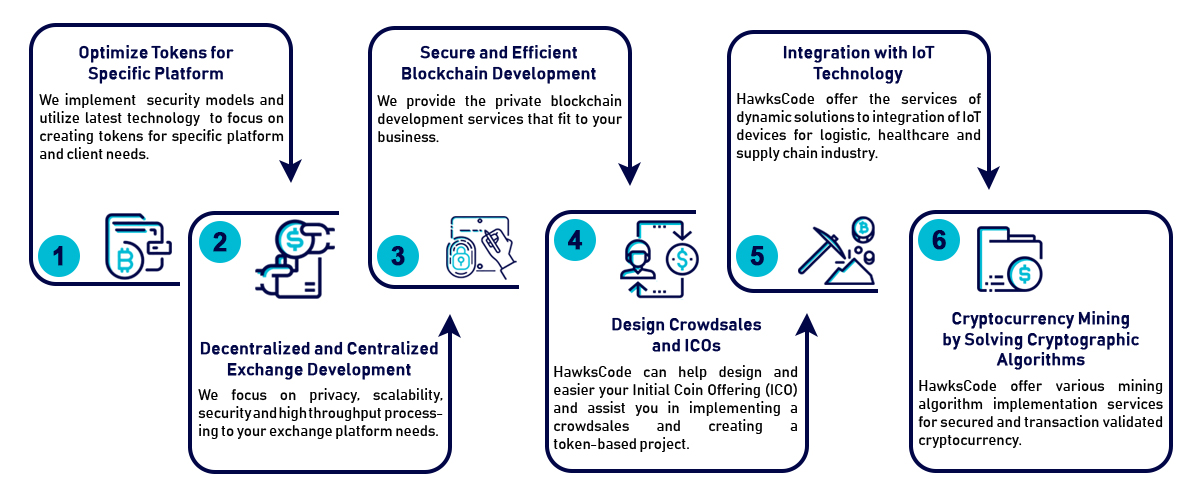 Optimize Tokens for
Specific Platform
We implement security models and
utilize latest technology to focus on
creating tokens for specific platform
and client needs.
1
2
Decentralized and Centralized
Exchange Development
We focus on privacy, scalability,
security and high throughput process-
ing to your exchange platform needs.
Secure and Efficient
Blockchain Development
We provide the private blockchain
development services that fit to your
business.
3
4
Design Crowdsales
and ICOs
HawksCode can help design and
easier your Initial Coin Offering (ICO)
and assist you in implementing a
crowdsales and creating a
token-based project.
Integration with IoT
Technology
HawksCode offer the services of
dynamic solutions to integration of IoT
devices for logistic, healthcare and
supply chain industry.
5
6
Cryptocurrency Mining
by Solving Cryptographic
Algorithms
HawksCode offer various mining
algorithm implementation services
for secured and transaction validated
cryptocurrency.